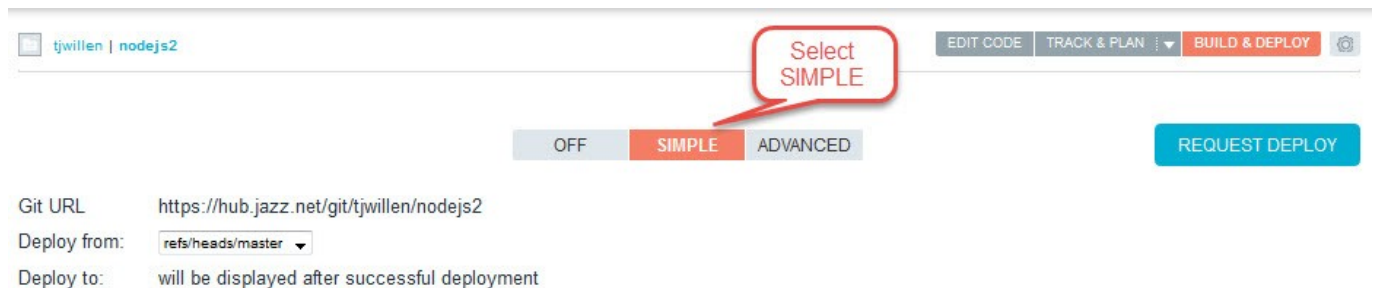 tjwillen | nodejs2
EDIT CODE TRACK & PLAN BUILD & DEPLOY
Select
SIMPLE
OFF SIMPLE ADVANCED
REQUEST DEPLOY
Git URL https://hub.jazz.net/git/tjwillen/nodejs2
Deploy from: refs/heads/master
Deploy to: will be displayed after successful deployment